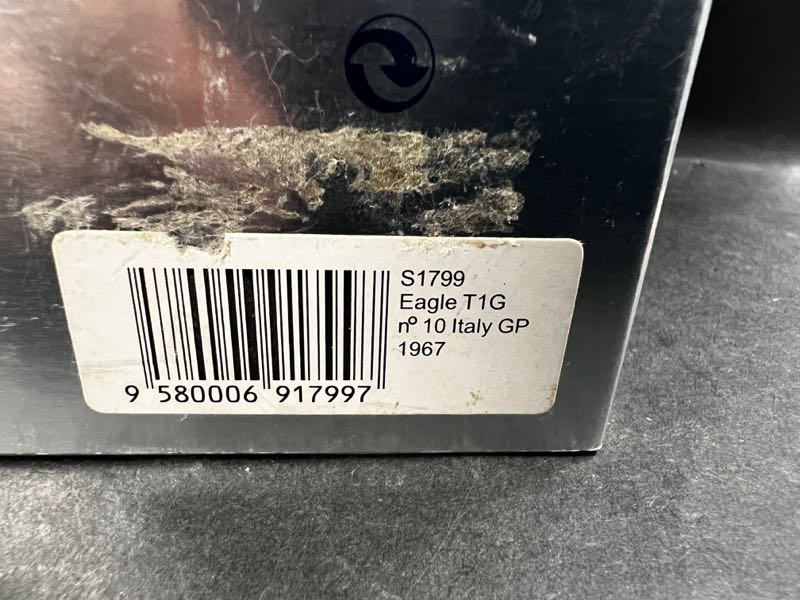 S1799
Eagle T1G
nº 10 Italy GP
1967
9 580006 917997